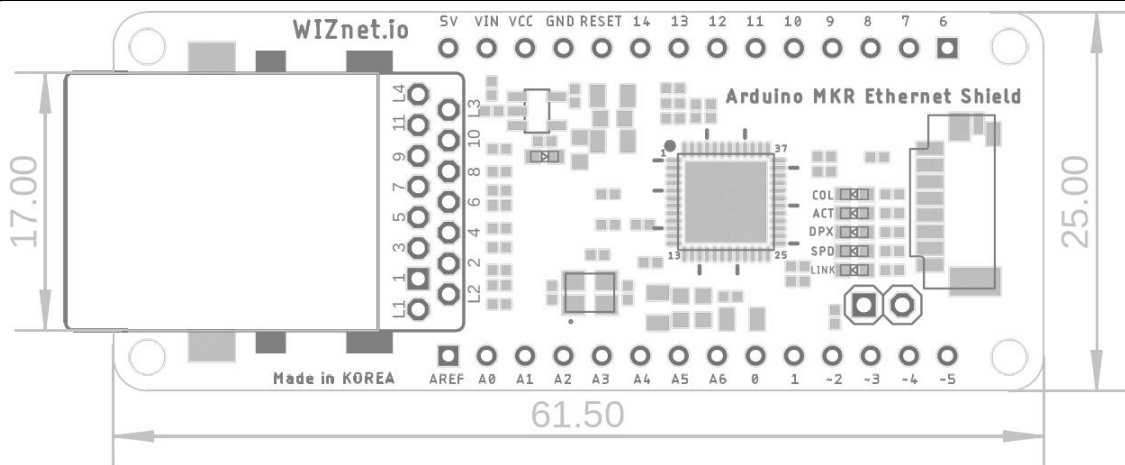 WIZnet.io
5V VIN VCC GND RESET 14 13 12 11 10 9 8 7 6
Arduino MKR Ethernet Shield
17.00
25.00
L4
L3
11
10
9
8
7
6
5
4
3
2
1
L2
L1
1
37
13
25
COL
ACT
DPX
SPD
LINK
Made in KOREA
AREF A0 A1 A2 A3 A4 A5 A6 0 1 ~2 ~3 ~4 ~5
61.50